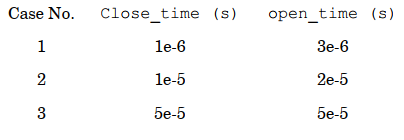 Case No. Close_time (s) open_time (s)
1 1e-6 3e-6
2 1e-5 2e-5
3 5e-5 5e-5